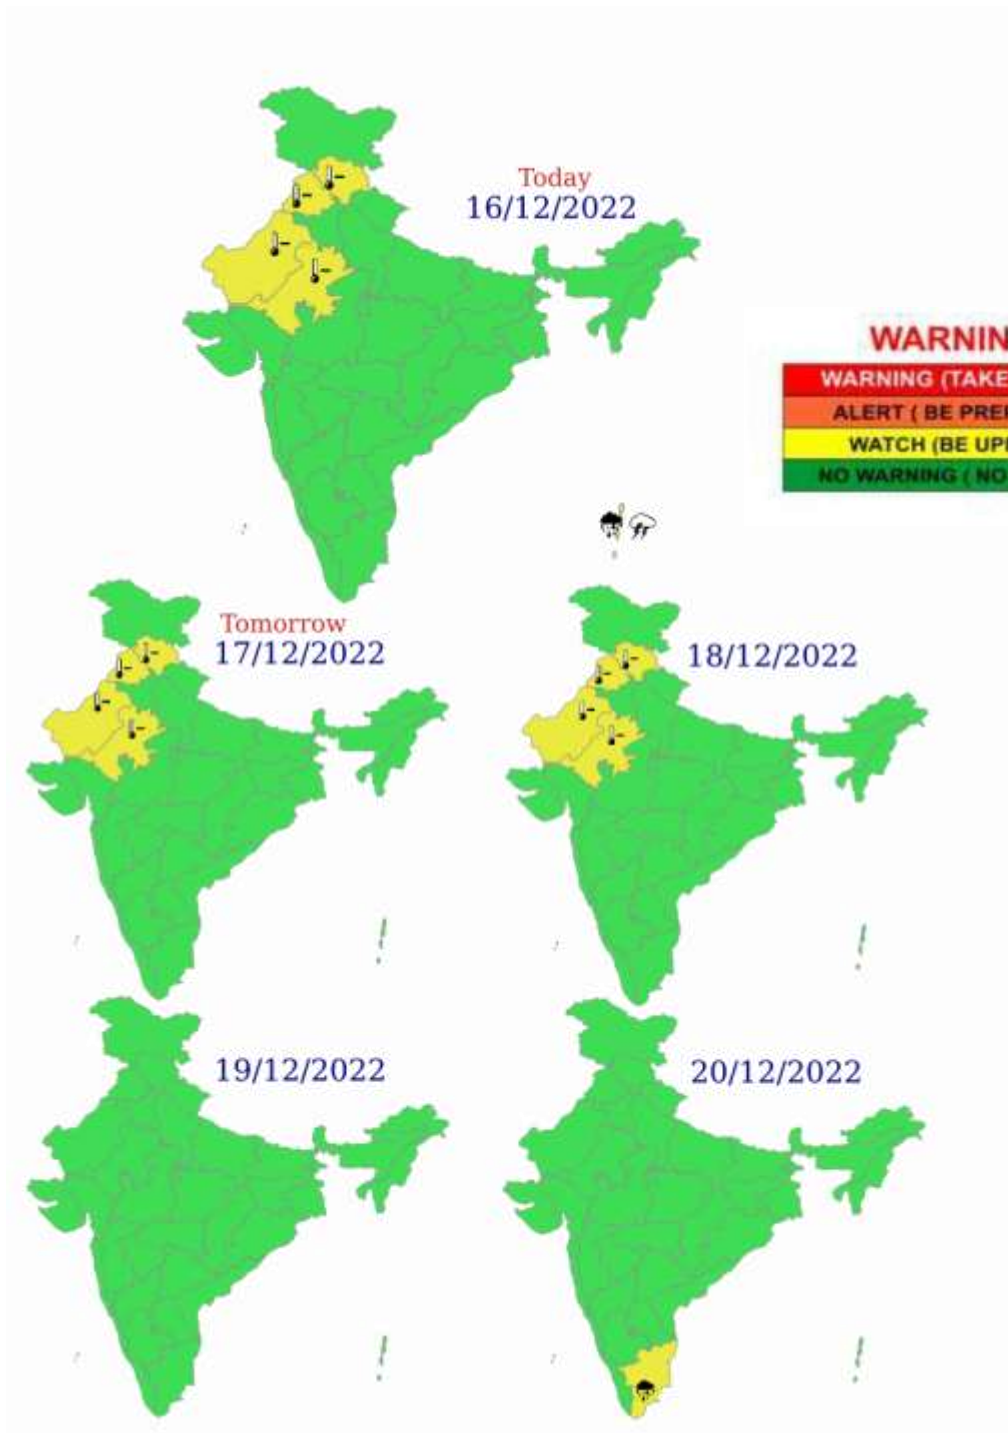 Today
16/12/2022
WARNIN
WARNING (TAKE
ALERT ( BE PRE
WATCH (BE UP
NO WARNING ( NO
Tomorrow
17/12/2022
18/12/2022
19/12/2022
20/12/2022